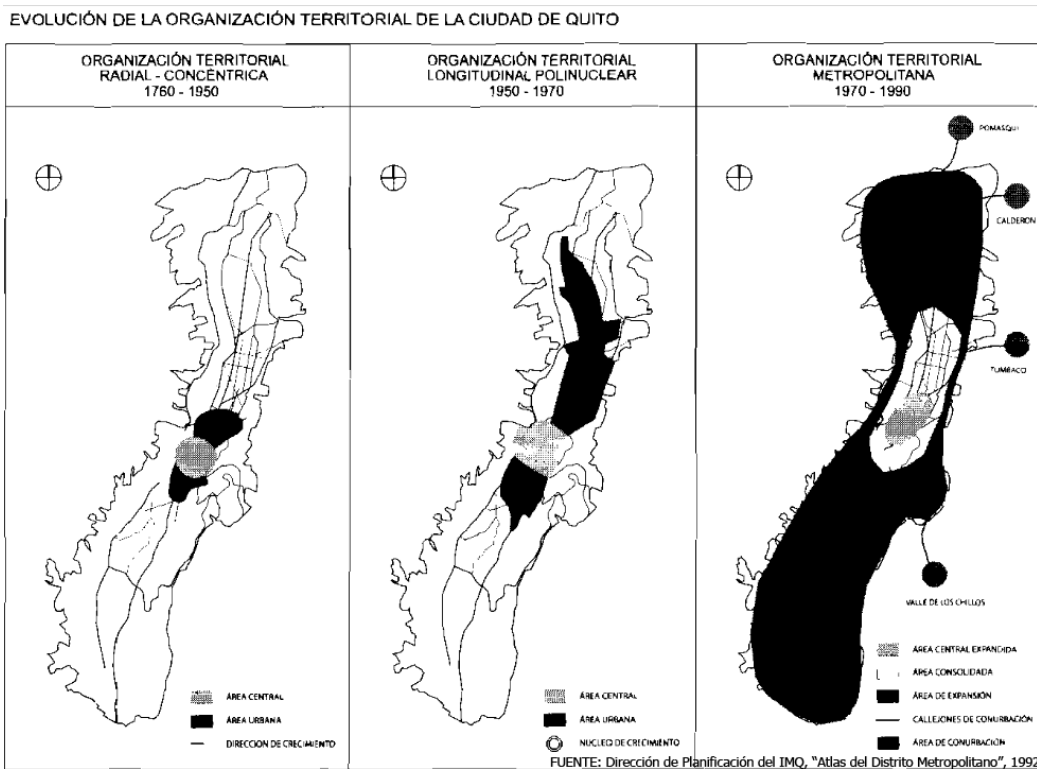 EVOLUCIÓN DE LA ORGANIZACIÓN TERRITORIAL DE LA CIUDAD DE QUITO
ORGANIZACIÓN TERRITORIAL
RADIAL - CONCÉNTRICA
1760 - 1950
ÁREA CENTRAL
ÁREA URBANA
DIRECCION DE CRECIMIENTO
ORGANIZACIÓN TERRITORIAL
LONGITUDINAL POLINUCLEAR
1950 - 1970
ÁREA CENTRAL
ÁREA URBANA
NUCLEO DE CRECIMIENTO
ORGANIZACIÓN TERRITORIAL
METROPOLITANA
1970 - 1990
POMASQUI
CALDERON
TUMBACO
VALLE DE LOS CHILLOS
ÁREA CENTRAL EXPANDIDA
ÁREA CONSOLIDADA
ÁREA DE EXPANSIÓN
CALLEJONES DE CONURBACIÓN
ÁREA DE CONURBACIÓN
FUENTE: Dirección de Planificación del IMQ, "Atlas del Distrito Metropolitano", 1992